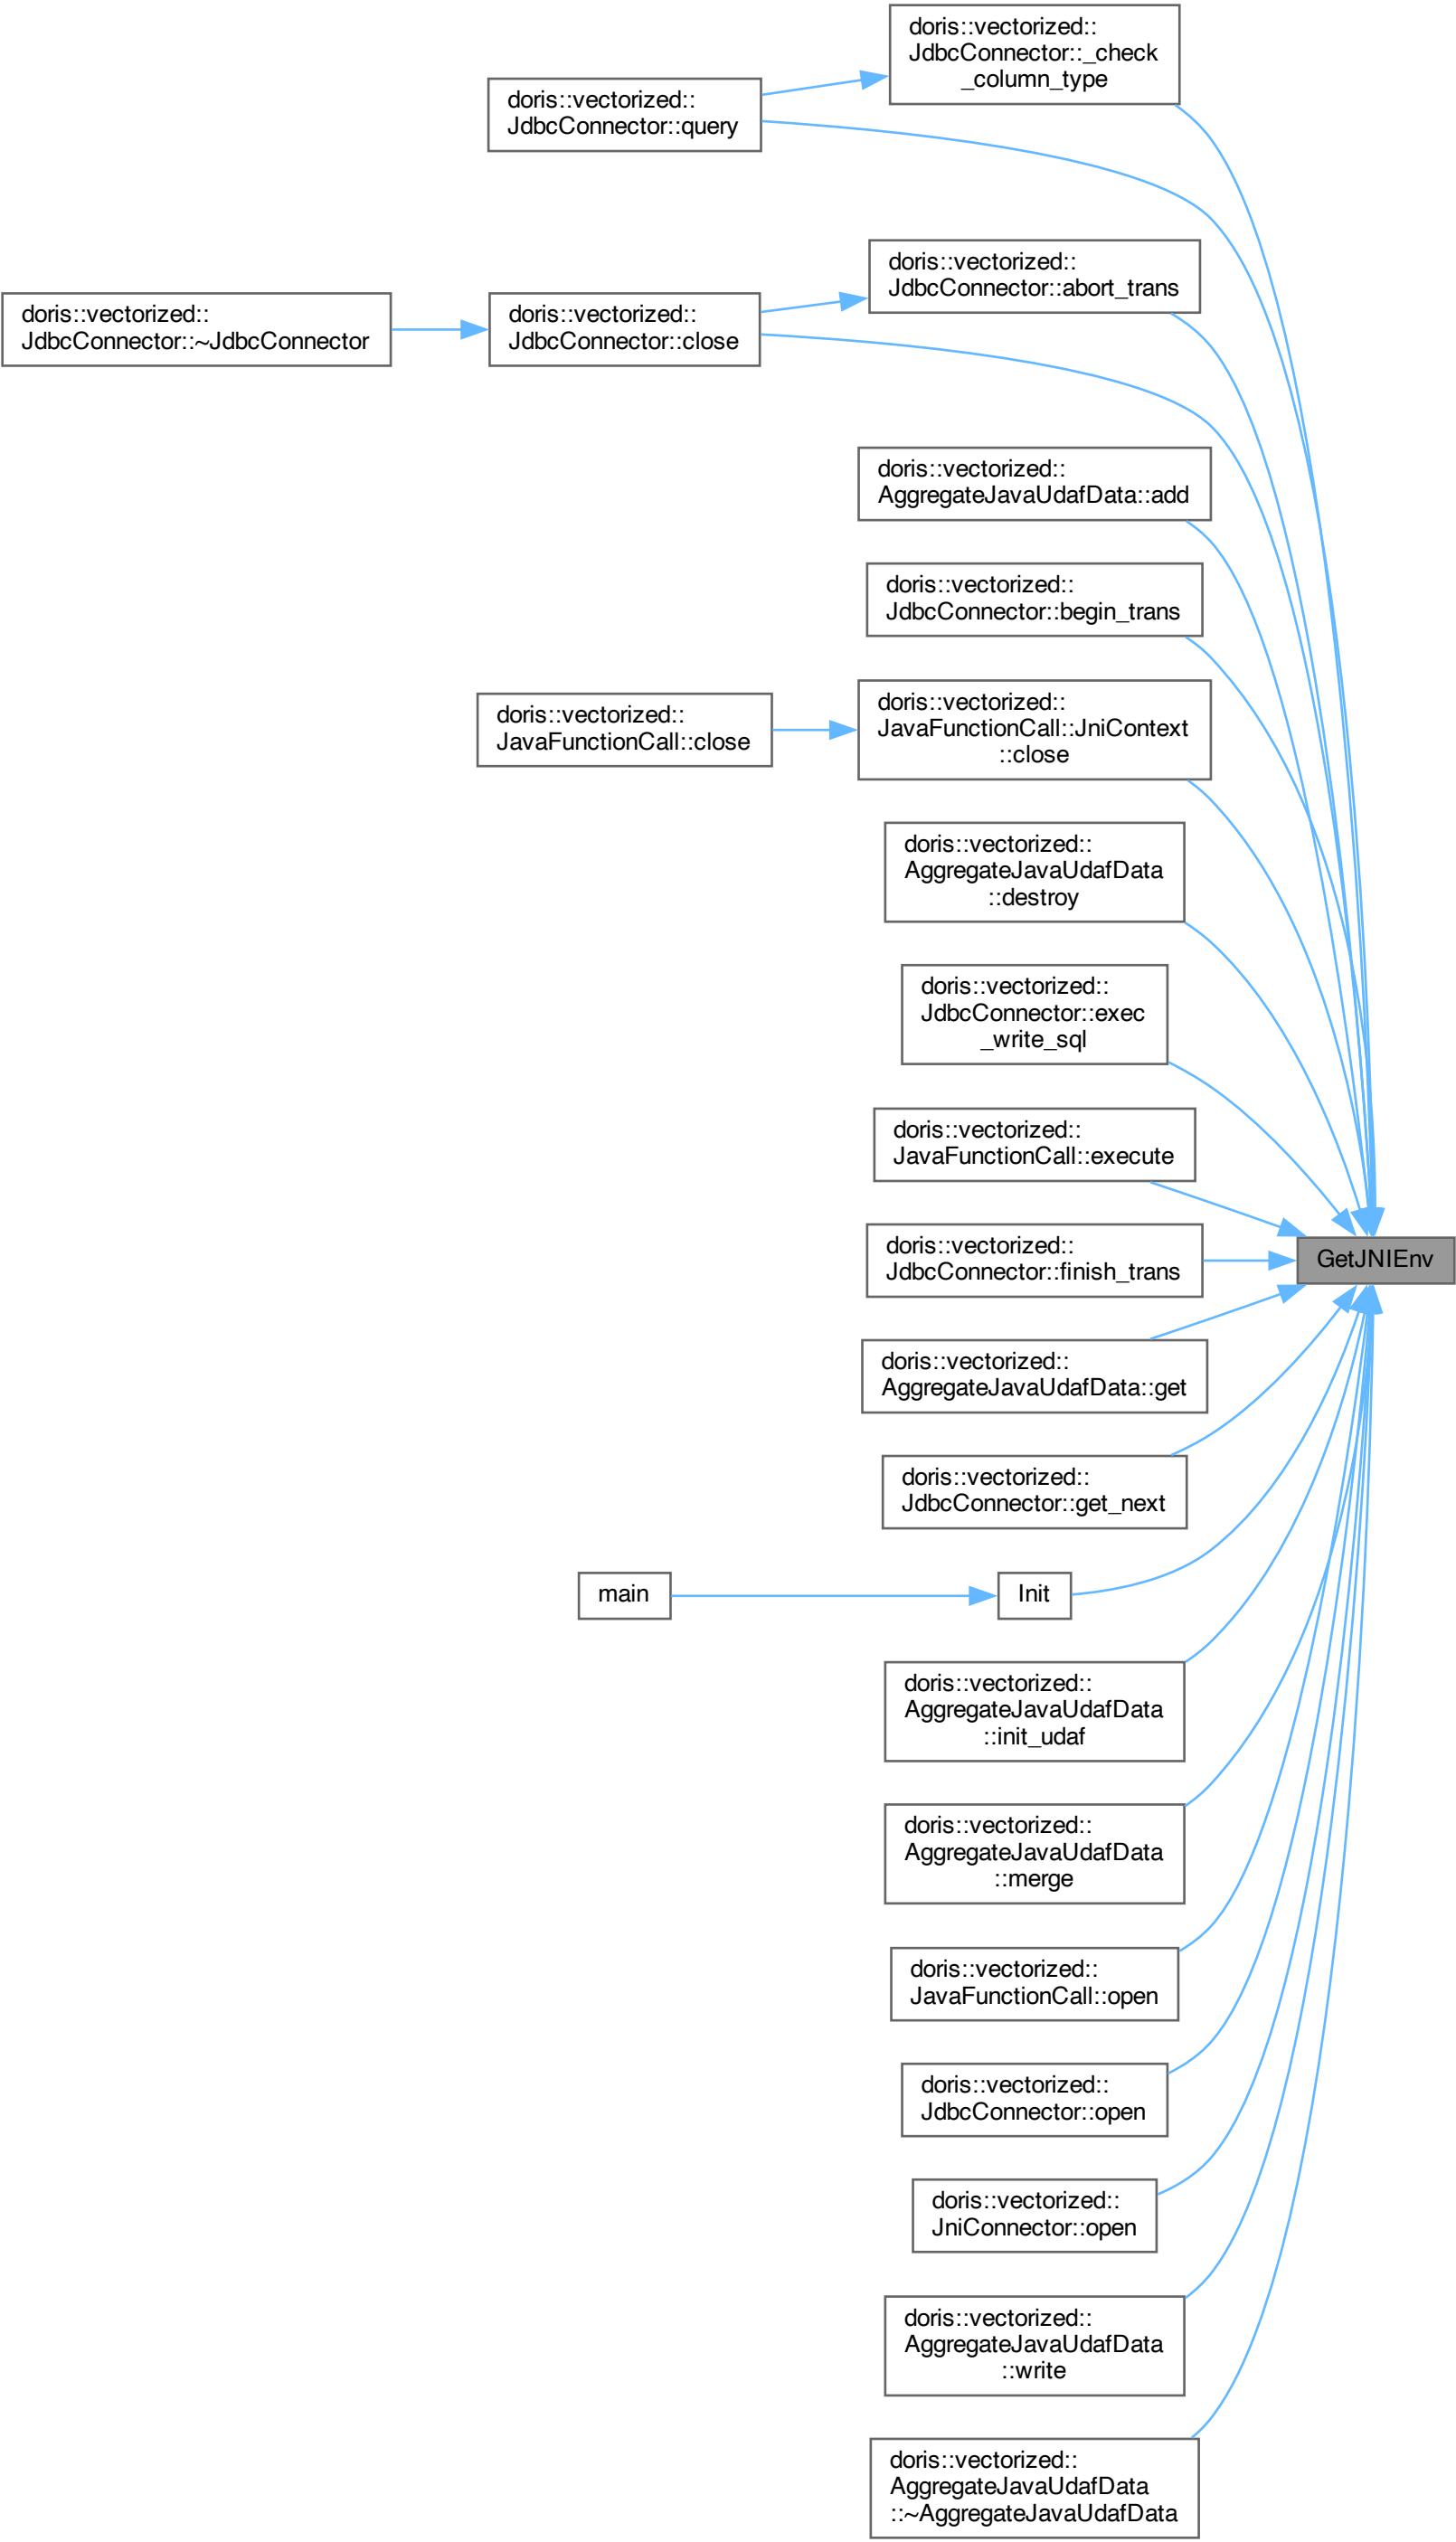 doris::vectorized::
JdbcConnector::_check
_column_type
doris::vectorized::
JdbcConnector::query
doris::vectorized::
JdbcConnector::abort_trans
doris::vectorized::
JdbcConnector::~JdbcConnector
doris::vectorized::
JdbcConnector::close
doris::vectorized::
AggregateJavaUdafData::add
doris::vectorized::
JdbcConnector::begin_trans
doris::vectorized::
JavaFunctionCall::close
doris::vectorized::
JavaFunctionCall::JniContext
::close
doris::vectorized::
AggregateJavaUdafData
::destroy
doris::vectorized::
JdbcConnector::exec
_write_sql
doris::vectorized::
JavaFunctionCall::execute
doris::vectorized::
JdbcConnector::finish_trans
GetJNIEnv
doris::vectorized::
AggregateJavaUdafData::get
doris::vectorized::
JdbcConnector::get_next
main
Init
doris::vectorized::
AggregateJavaUdafData
::init_udaf
doris::vectorized::
AggregateJavaUdafData
::merge
doris::vectorized::
JavaFunctionCall::open
doris::vectorized::
JdbcConnector::open
doris::vectorized::
JniConnector::open
doris::vectorized::
AggregateJavaUdafData
::write
doris::vectorized::
AggregateJavaUdafData
::~AggregateJavaUdafData